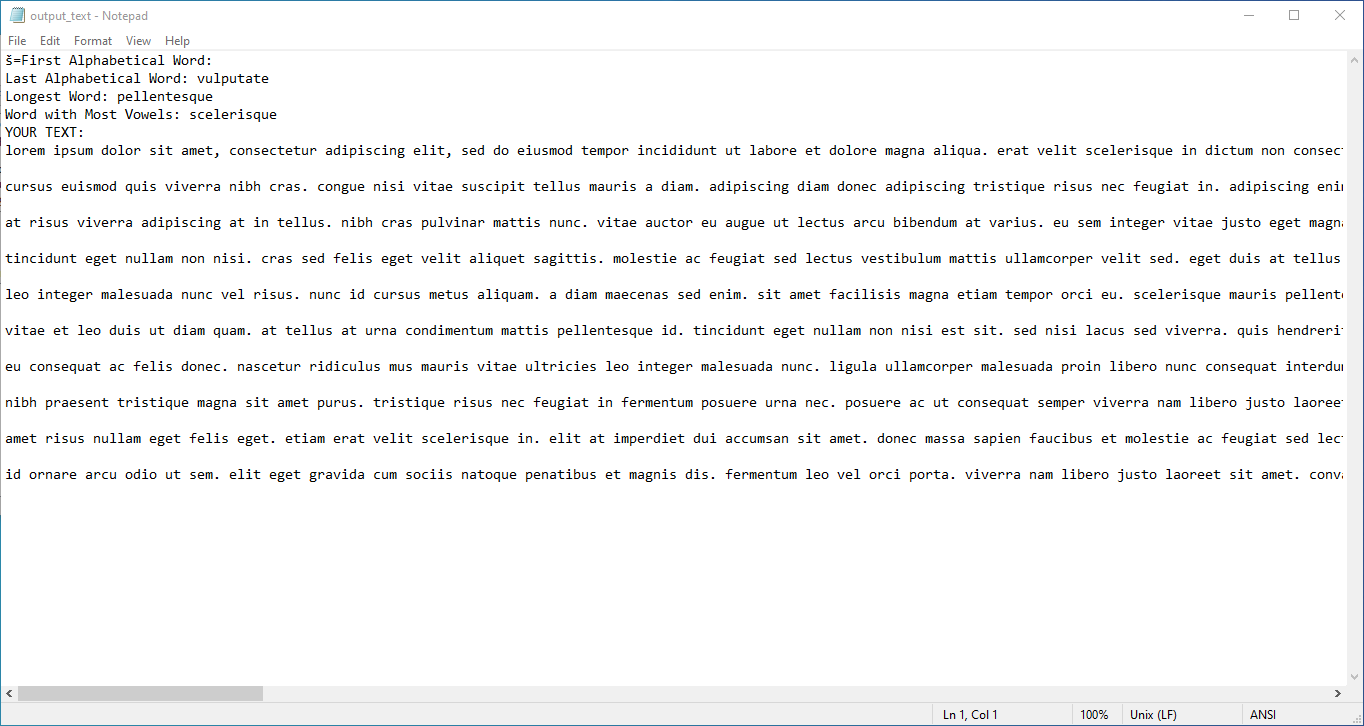 output_text - Notepad
File Edit Format View Help
š=First Alphabetical Word:
Last Alphabetical Word: vulputate
Longest Word: pellentesque
Word with Most Vowels: scelerisque
YOUR TEXT:
lorem ipsum dolor sit amet, consectetur adipiscing elit, sed do eiusmod tempor incididunt ut labore et dolore magna aliqua. erat velit scelerisque in dictum non consect
cursus euismod quis viverra nibh cras. congue nisi vitae suscipit tellus mauris a diam. adipiscing diam donec adipiscing tristique risus nec feugiat in. adipiscing enim
at risus viverra adipiscing at in tellus. nibh cras pulvinar mattis nunc. vitae auctor eu augue ut lectus arcu bibendum at varius. eu sem integer vitae justo eget magna
tincidunt eget nullam non nisi. cras sed felis eget velit aliquet sagittis. molestie ac feugiat sed lectus vestibulum mattis ullamcorper velit sed. eget duis at tellus
leo integer malesuada nunc vel risus. nunc id cursus metus aliquam. a diam maecenas sed enim. sit amet facilisis magna etiam tempor orci eu. scelerisque mauris pellente
vitae et leo duis ut diam quam. at tellus at urna condimentum mattis pellentesque id. tincidunt eget nullam non nisi est sit. sed nisi lacus sed viverra. quis hendrerit
eu consequat ac felis donec. nascetur ridiculus mus mauris vitae ultricies leo integer malesuada nunc. ligula ullamcorper malesuada proin libero nunc consequat interdum
nibh praesent tristique magna sit amet purus. tristique risus nec feugiat in fermentum posuere urna nec. posuere ac ut consequat semper viverra nam libero justo laoreet
amet risus nullam eget felis eget. etiam erat velit scelerisque in. elit at imperdiet dui accumsan sit amet. donec massa sapien faucibus et molestie ac feugiat sed lect
id ornare arcu odio ut sem. elit eget gravida cum sociis natoque penatibus et magnis dis. fermentum leo vel orci porta. viverra nam libero justo laoreet sit amet. conva
Ln 1, Col 1 100% Unix (LF) ANSI